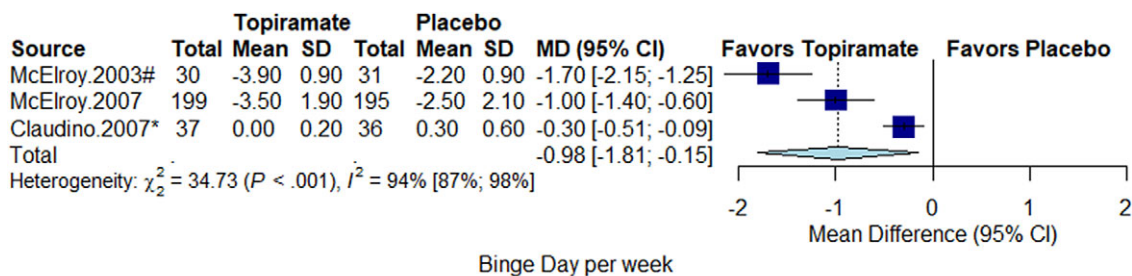 Topiramate Placebo
Source Total Mean SD Total Mean SD MD (95% CI) Favors Topiramate Favors Placebo
McElroy.2003# 30 -3.90 0.90 31 -2.20 0.90 -1.70 [-2.15; -1.25]
McElroy.2007 199 -3.50 1.90 195 -2.50 2.10 -1.00 [-1.40; -0.60]
Claudino.2007* 37 0.00 0.20 36 0.30 0.60 -0.30 [-0.51; -0.09]
Total . . -0.98 [-1.81; -0.15]
Heterogeneity: χ²₂ = 34.73 (P < .001), I² = 94% [87%; 98%]
-2 -1 0 1 2
Mean Difference (95% CI)
Binge Day per week